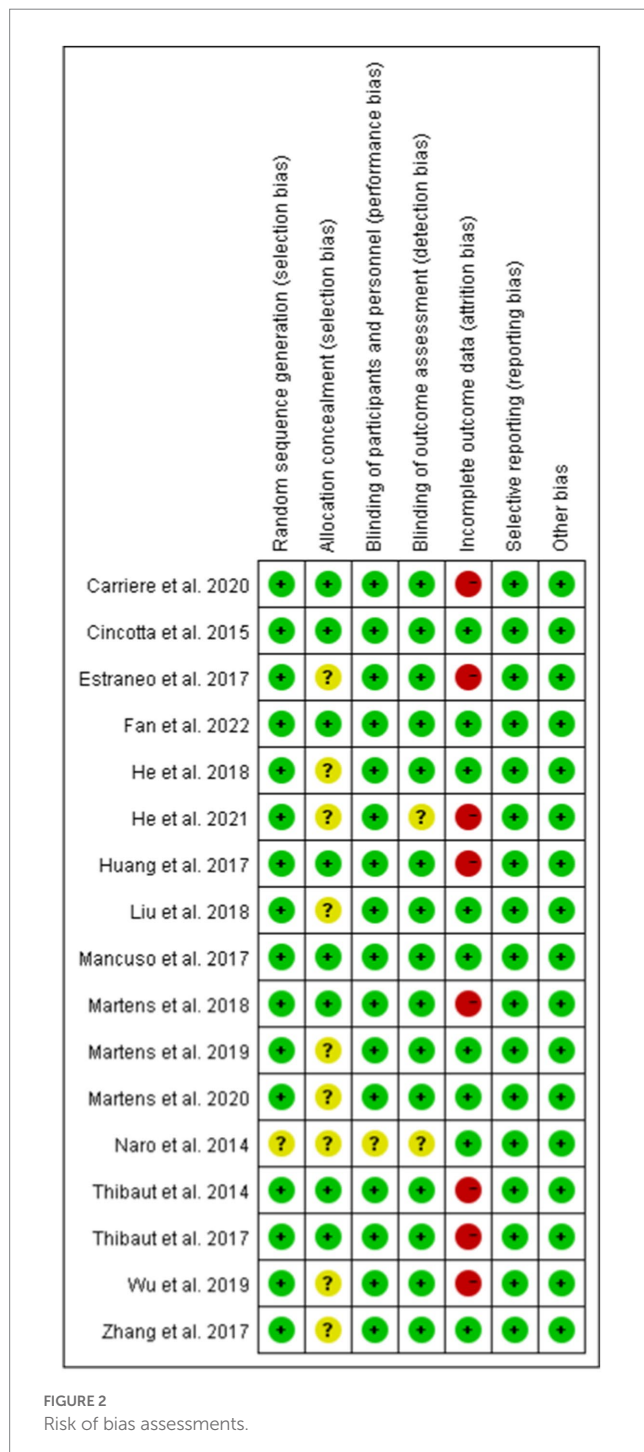 Random sequence generation (selection bias)
Allocation concealment (selection bias)
Blinding of participants and personnel (performance bias)
Blinding of outcome assessment (detection bias)
Incomplete outcome data (attrition bias)
Selective reporting (reporting bias)
Other bias
Carriere et al. 2020 + + + + - + +
Cincotta et al. 2015 + + + + + + +
Estraneo et al. 2017 + ? + + - + +
Fan et al. 2022 + + + + + + +
He et al. 2018 + ? + + + + +
He et al. 2021 + ? + ? - + +
Huang et al. 2017 + + + + - + +
Liu et al. 2018 + ? + + + + +
Mancuso et al. 2017 + + + + + + +
Martens et al. 2018 + + + + - + +
Martens et al. 2019 + ? + + + + +
Martens et al. 2020 + ? + + + + +
Naro et al. 2014 ? ? ? ? + + +
Thibaut et al. 2014 + + + + - + +
Thibaut et al. 2017 + + + + - + +
Wu et al. 2019 + ? + + - + +
Zhang et al. 2017 + ? + + + + +
FIGURE 2
Risk of bias assessments.